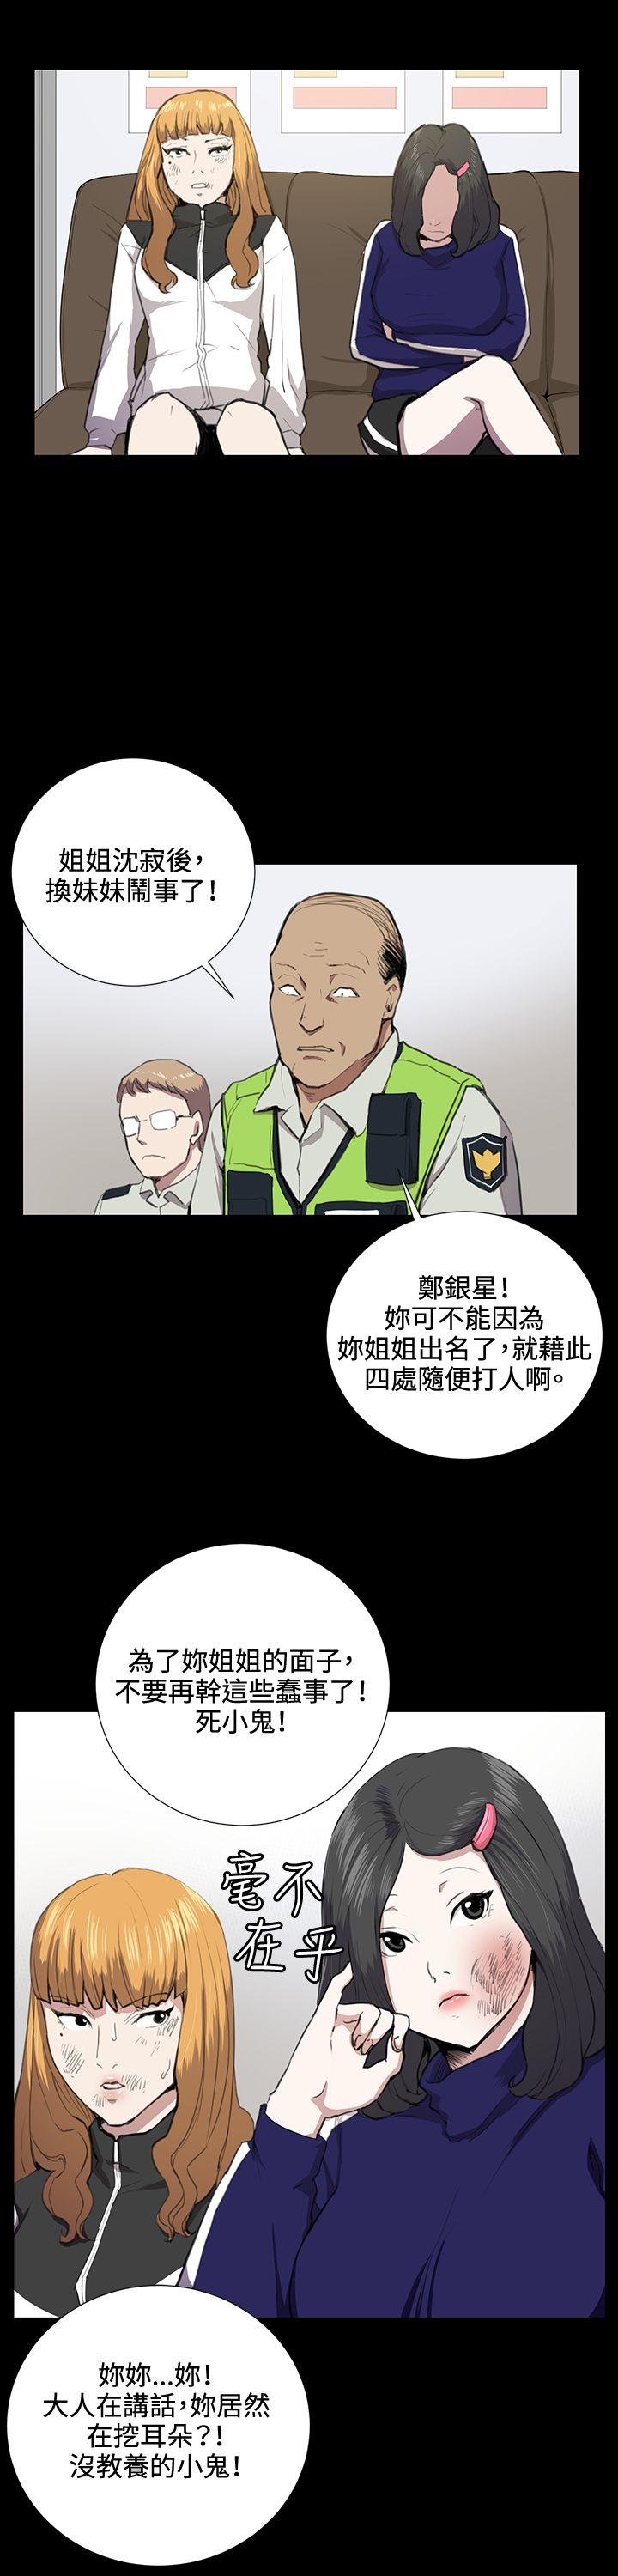 姐姐沈寂後，
換妹妹鬧事了！
鄭銀星！
妳可不能因為
妳姐姐出名了，就藉此
四處隨便打人啊。
為了妳姐姐的面子，
不要再幹這些蠢事了！
死小鬼！
毫不
在乎
妳妳…妳！
大人在講話，妳居然
在挖耳朵？！
沒教養的小鬼！